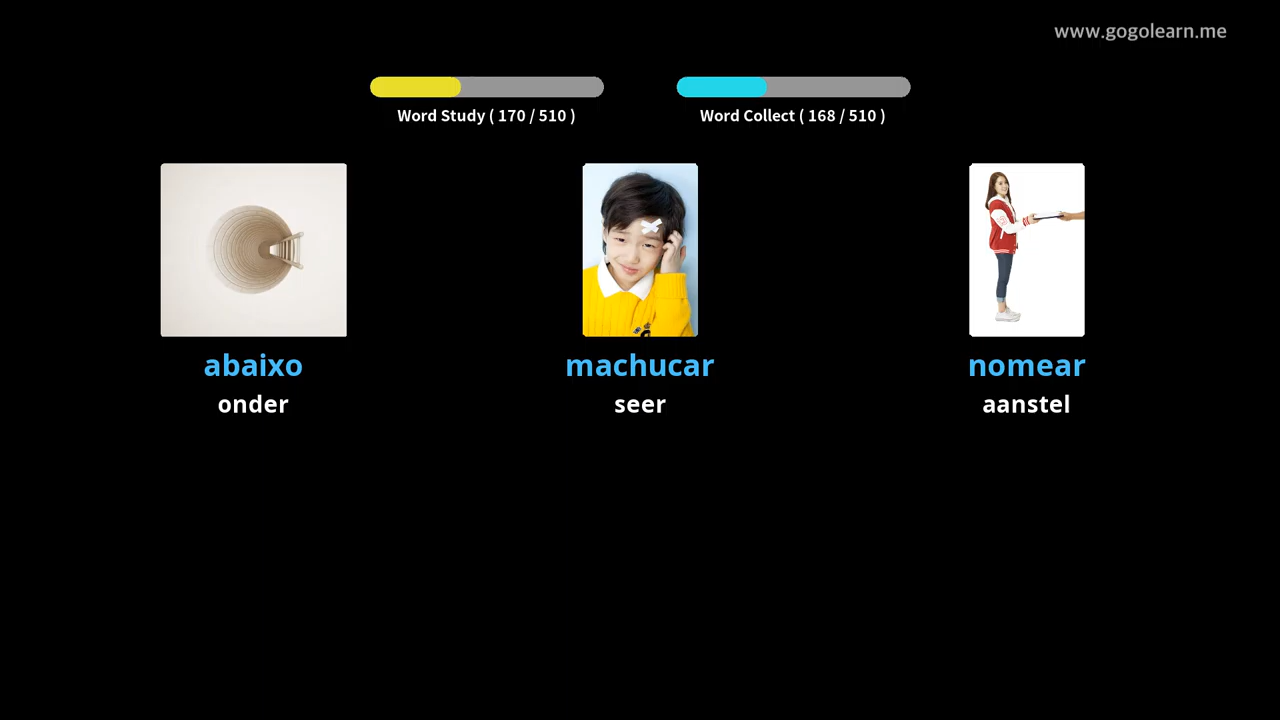 www.gogolearn.me
Word Study ( 170 / 510 )
Word Collect ( 168 / 510 )
abaixo
onder
machucar
seer
nomear
aanstel